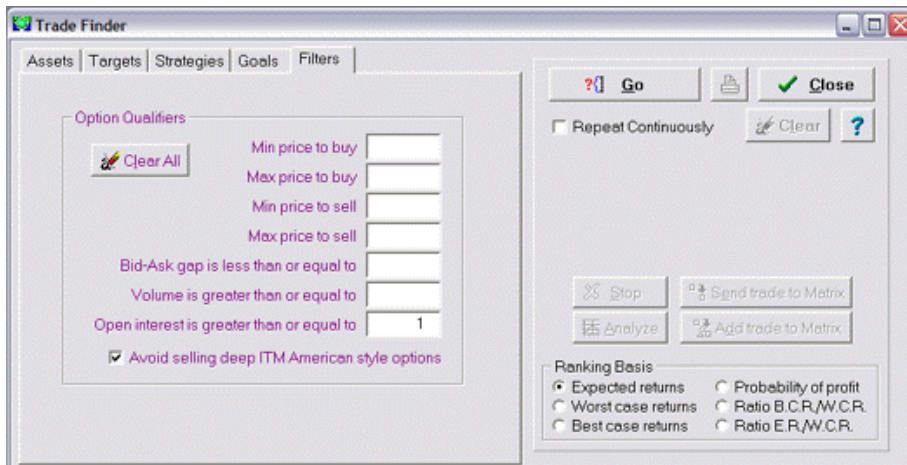 Trade Finder
Assets Targets Strategies Goals Filters
Option Qualifiers
Clear All
Min price to buy
Max price to buy
Min price to sell
Max price to sell
Bid-Ask gap is less than or equal to
Volume is greater than or equal to
Open interest is greater than or equal to 1
Avoid selling deep ITM American style options
?{} Go Close
Repeat Continuously Clear ?
Stop Send trade to Matrix
Analyze Add trade to Matrix
Ranking Basis
Expected returns Probability of profit
Worst case returns Ratio B.C.R./W.C.R.
Best case returns Ratio E.R./W.C.R.